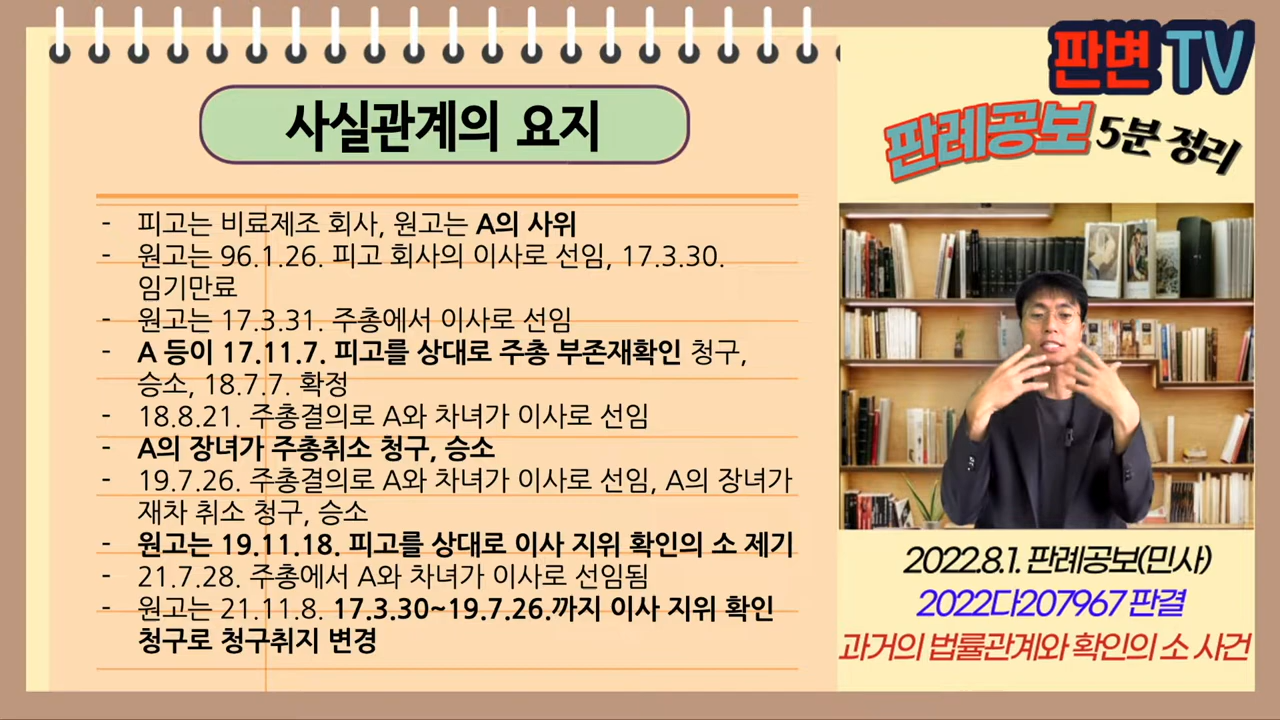 사실관계의 요지
- 피고는 비료제조 회사, 원고는 A의 사위
- 원고는 96.1.26. 피고 회사의 이사로 선임, 17.3.30.
임기만료
- 원고는 17.3.31. 주총에서 이사로 선임
- A 등이 17.11.7. 피고를 상대로 주총 부존재확인 청구,
승소, 18.7.7. 확정
- 18.8.21. 주총결의로 A와 차녀가 이사로 선임
- A의 장녀가 주총취소 청구, 승소
- 19.7.26. 주총결의로 A와 차녀가 이사로 선임, A의 장녀가
재차 취소 청구, 승소
- 원고는 19.11.18. 피고를 상대로 이사 지위 확인의 소 제기
- 21.7.28. 주총에서 A와 차녀가 이사로 선임됨
- 원고는 21.11.8. 17.3.30~19.7.26.까지 이사 지위 확인
청구로 청구취지 변경
판변 TV
판례공보 5분 정리
2022.8.1. 판례공보(민사)
2022다207967 판결
과거의 법률관계와 확인의 소 사건